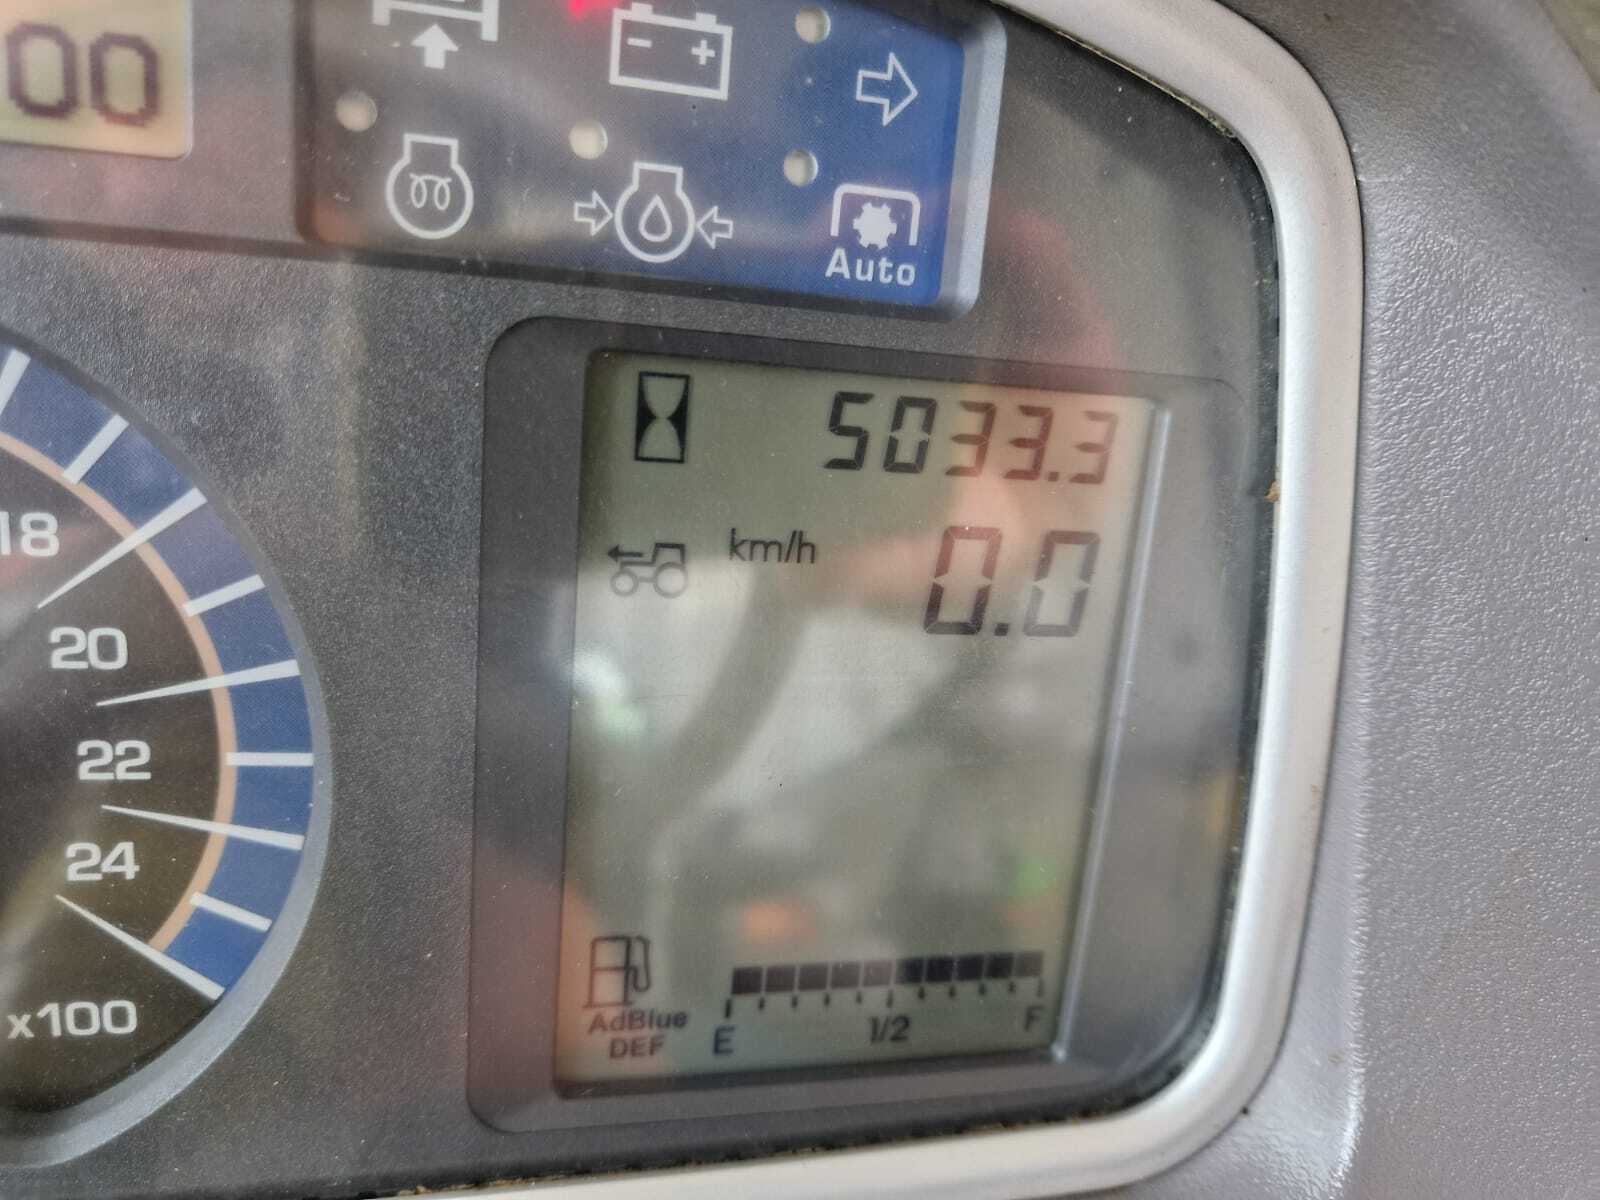 00
Auto
5033.3
km/h 0.0
18
20
22
24
x100
AdBlue
DEF
E 1/2 F